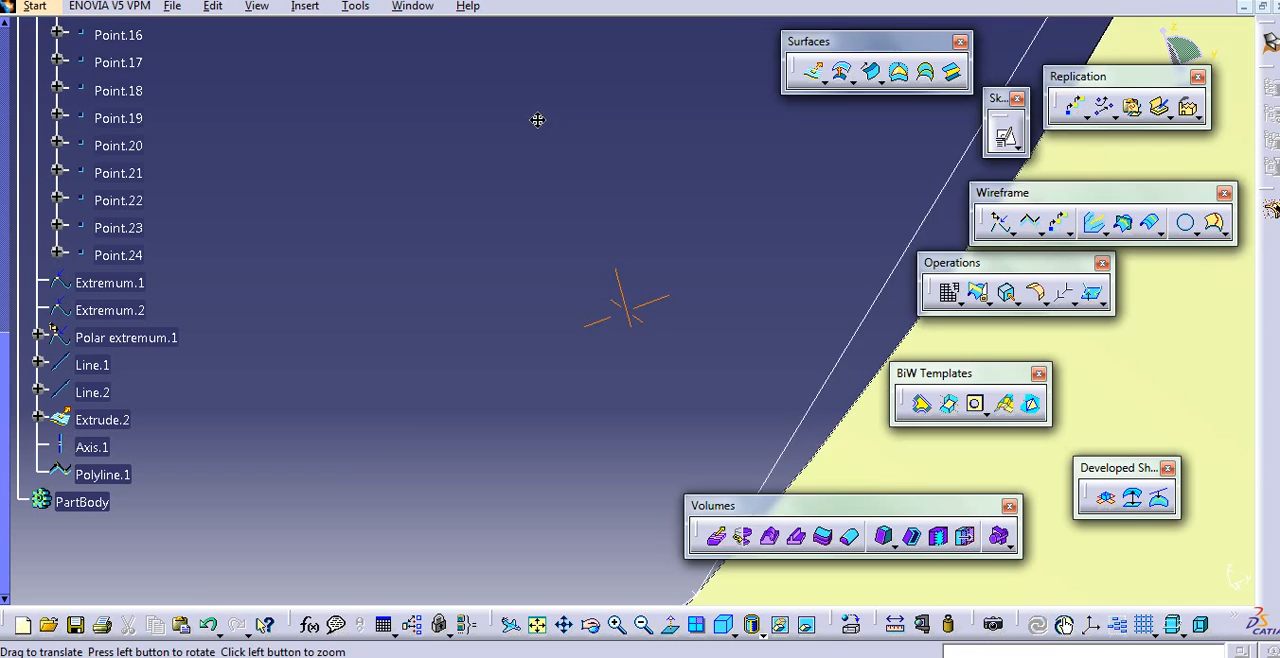 Start ENOVIA V5 VPM File Edit View Insert Tools Window Help
Point.16
Point.17
Point.18
Point.19
Point.20
Point.21
Point.22
Point.23
Point.24
Extremum.1
Extremum.2
Polar extremum.1
Line.1
Line.2
Extrude.2
Axis.1
Polyline.1
PartBody
Surfaces
Sk...
Replication
Wireframe
Operations
BiW Templates
Developed Sh...
Volumes
f(x)
Drag to translate Press left button to rotate Click left button to zoom